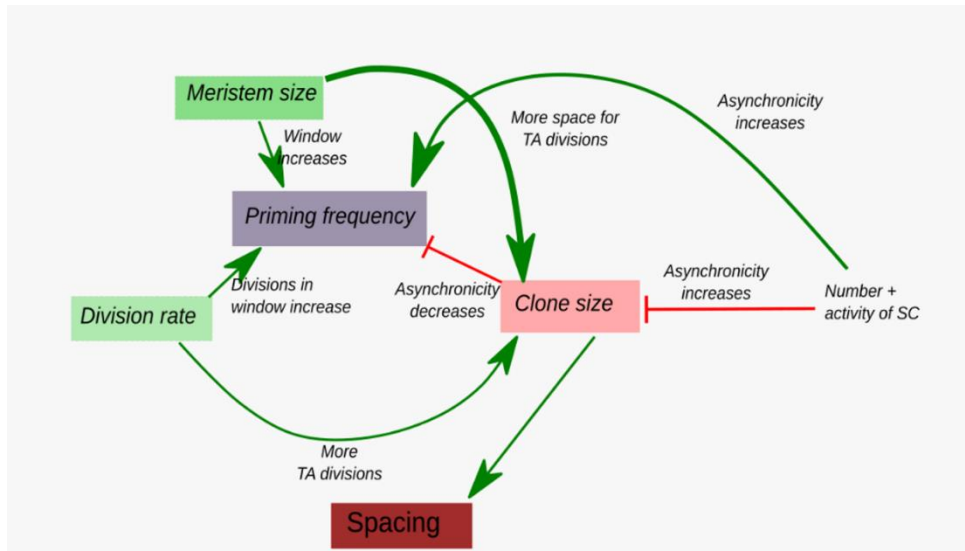 Meristem size
Asynchronicity
increases
More space for
TA divisions
Window
increases
Priming frequency
Divisions in
window increase
Asynchronicity
decreases
Asynchronicity
increases
Division rate
Clone size
Number +
activity of SC
More
TA divisions
Spacing